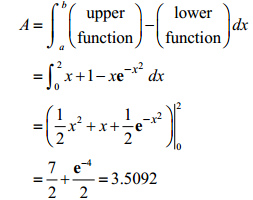 A = ∫_a^b (upper function) − (lower function) dx
= ∫_0^2 x + 1 − xe^{−x²} dx
= (1/2 x² + x + 1/2 e^{−x²})|_0^2
= 7/2 + e^{−4}/2 = 3.5092